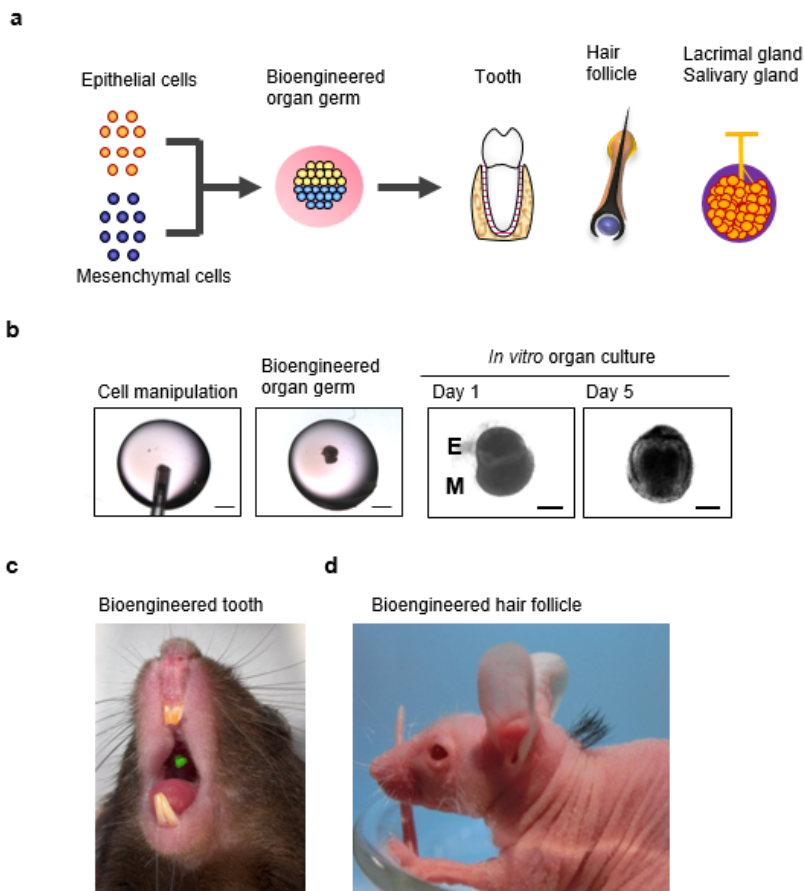 a
Epithelial cells
Mesenchymal cells
Bioengineered
organ germ
Tooth
Hair
follicle
Lacrimal gland
Salivary gland
b
Cell manipulation
Bioengineered
organ germ
In vitro organ culture
Day 1
Day 5
E
M
c
Bioengineered tooth
d
Bioengineered hair follicle